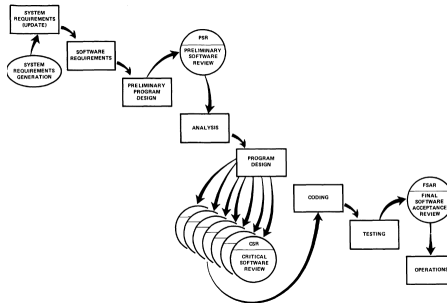 SYSTEM
REQUIREMENTS
(UPDATE)
SYSTEM
REQUIREMENTS
GENERATION
SOFTWARE
REQUIREMENTS
PRELIMINARY
PROGRAM
DESIGN
PSR
PRELIMINARY
SOFTWARE
REVIEW
ANALYSIS
PROGRAM
DESIGN
CSR
CRITICAL
SOFTWARE
REVIEW
CODING
TESTING
FSAR
FINAL
SOFTWARE
ACCEPTANCE
REVIEW
OPERATIONS